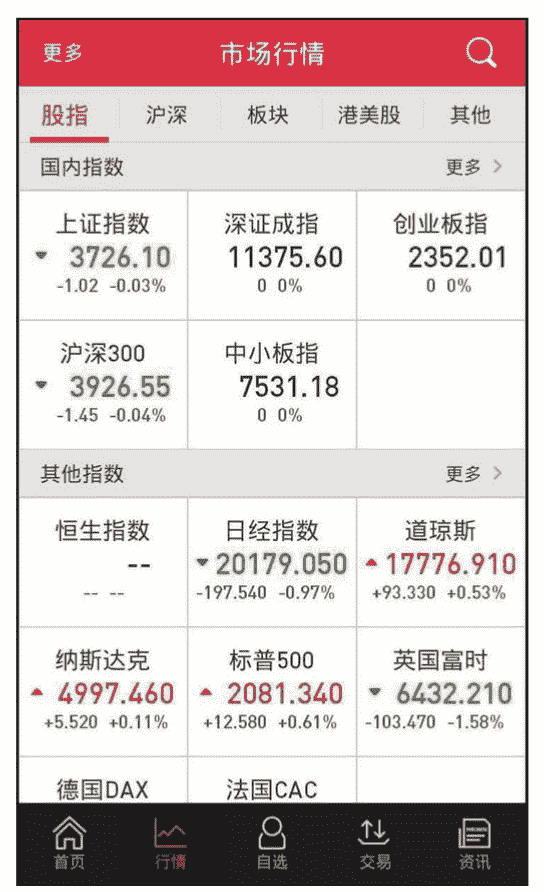 更多 市场行情
股指 沪深 板块 港美股 其他
国内指数 更多
上证指数 深证成指 创业板指
3726.10 11375.60 2352.01
-1.02 -0.03% 0 0% 0 0%
沪深300 中小板指
3926.55 7531.18
-1.45 -0.04% 0 0%
其他指数 更多
恒生指数 日经指数 道琼斯
-- 20179.050 17776.910
-- -- -197.540 -0.97% +93.330 +0.53%
纳斯达克 标普500 英国富时
4997.460 2081.340 6432.210
+5.520 +0.11% +12.580 +0.61% -103.470 -1.58%
德国DAX 法国CAC
首页 行情 自选 交易 资讯